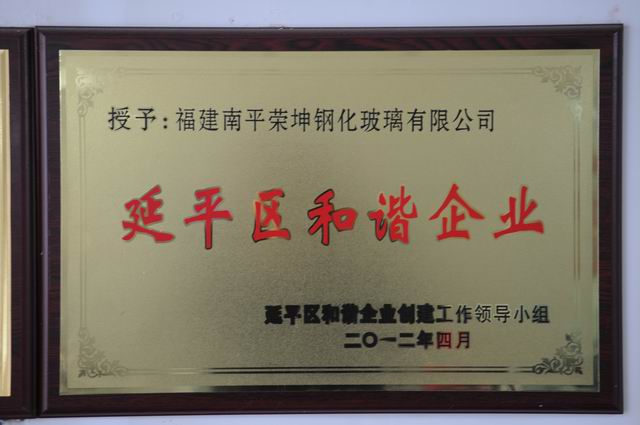 授予:福建南平荣坤钢化玻璃有限公司
延平区和谐企业
延平区和谐企业创建工作领导小组
二〇一二年四月